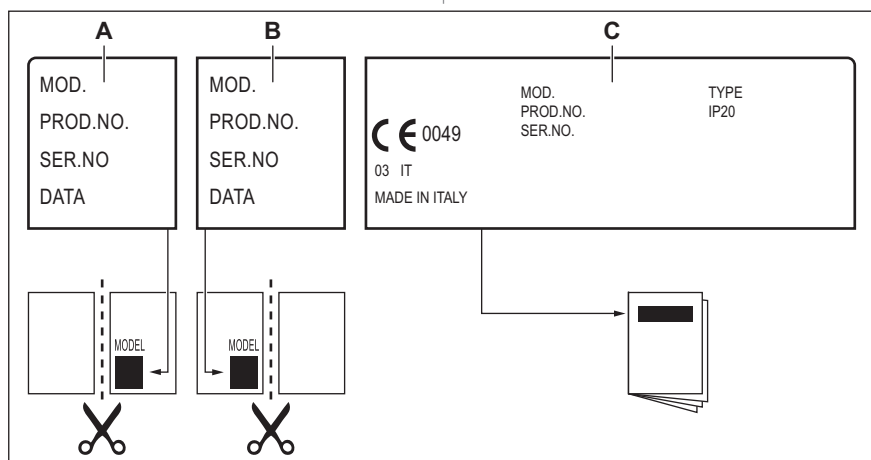 A
B
C
MOD.
PROD.NO.
SER.NO
DATA
MOD.
PROD.NO.
SER.NO
DATA
MOD.
PROD.NO.
SER.NO.
TYPE
IP20
CE 0049
03 IT
MADE IN ITALY
MODEL
MODEL